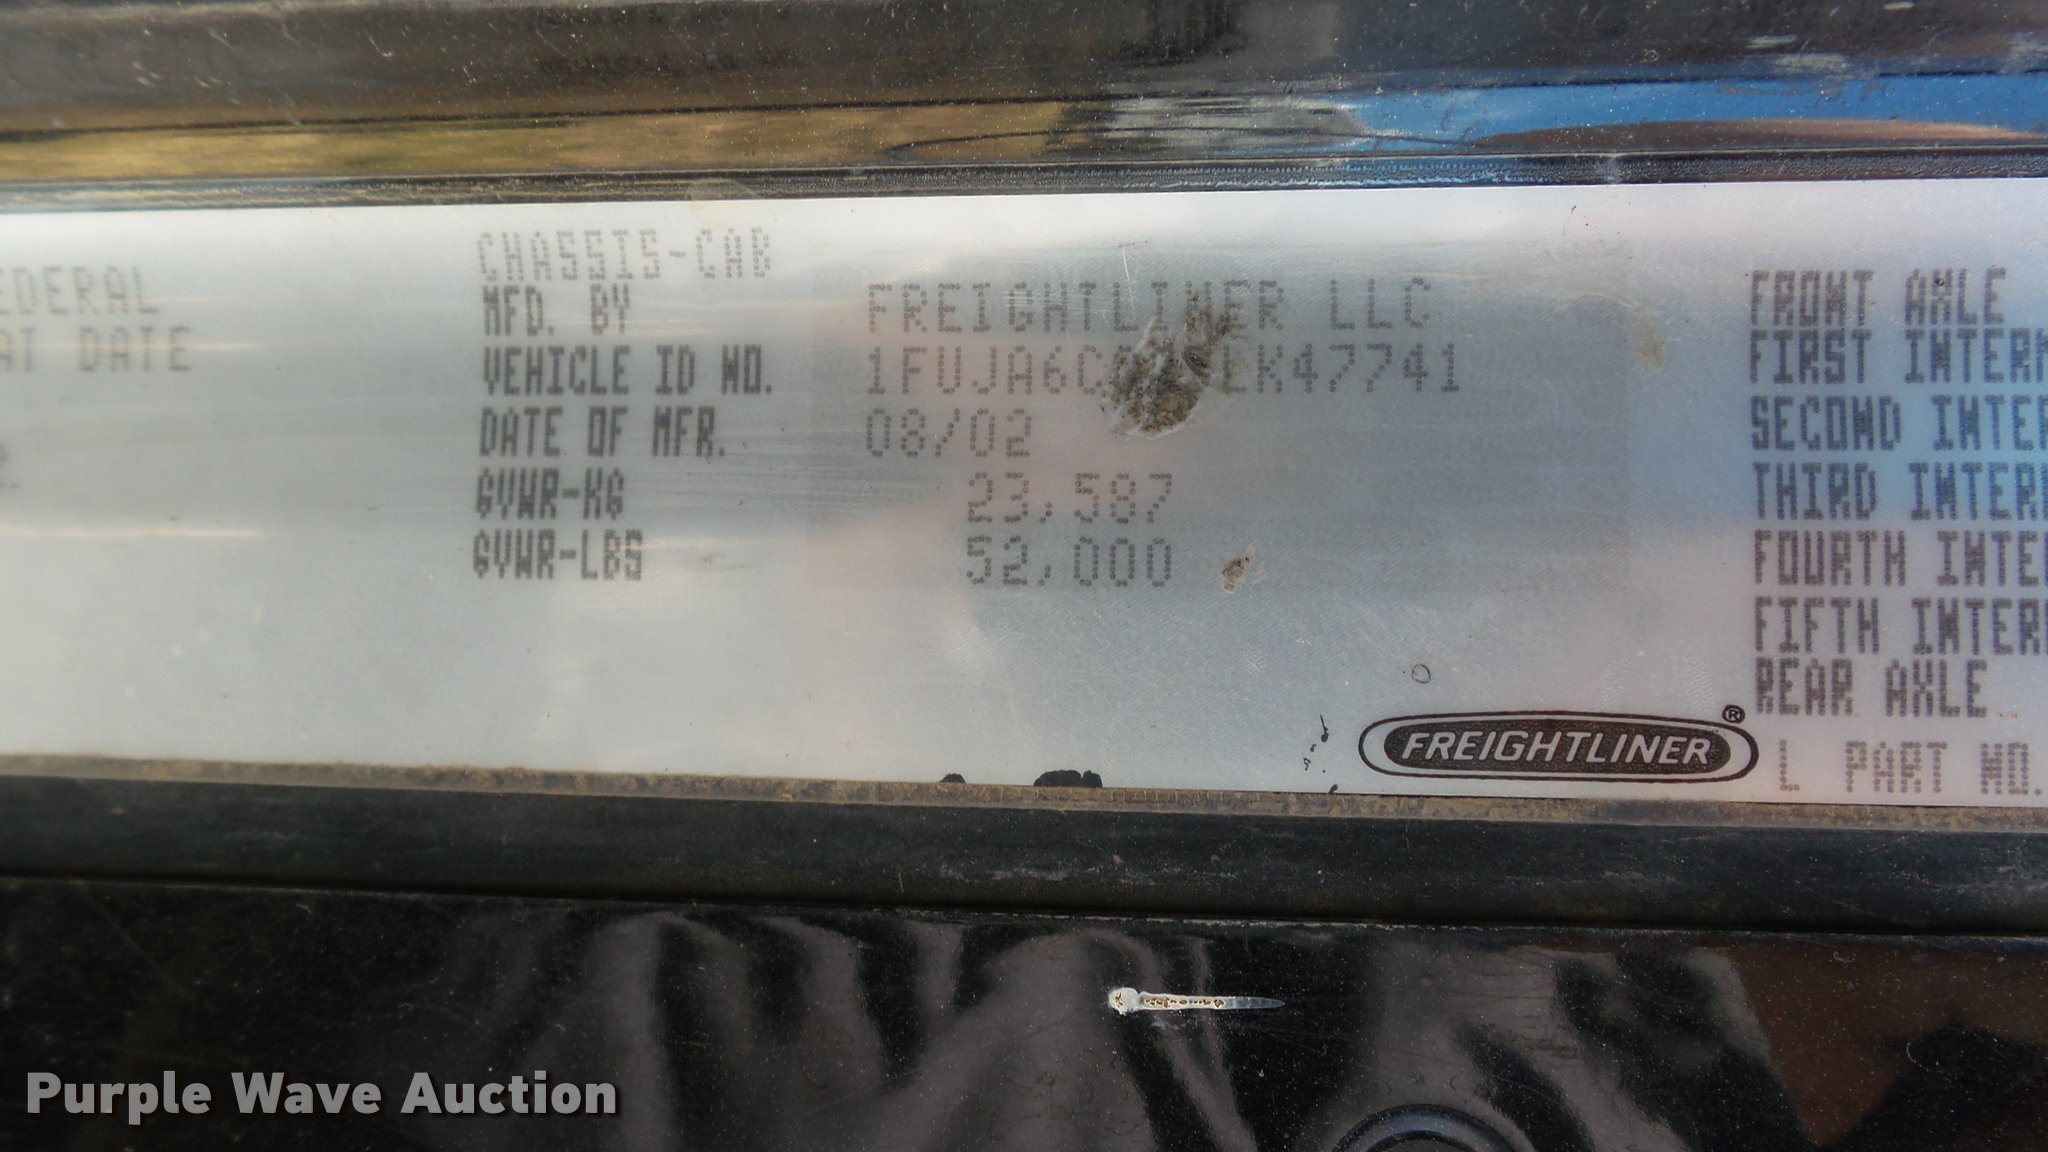 EDERAL
AT DATE
CHASSIS-CAB
MFD. BY FREIGHTLINER LLC
VEHICLE ID NO.
DATE OF MFR. 08/02
GVWR-KG 23,587
GVWR-LBS 52,000
FRONT AXLE
FIRST INTERM
SECOND INTER
THIRD INTER
FOURTH INTE
FIFTH INTER
REAR AXLE
L PART NO.
FREIGHTLINER®
Purple Wave Auction